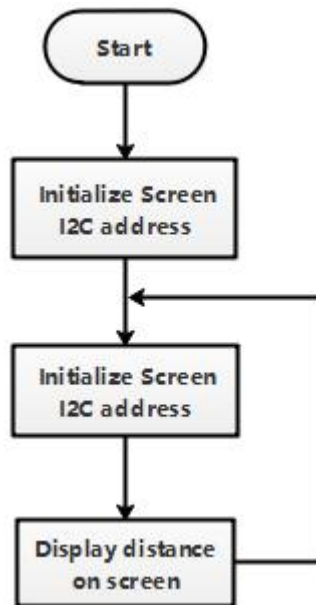 Start
Initialize Screen
I2C address
Initialize Screen
I2C address
Display distance
on screen